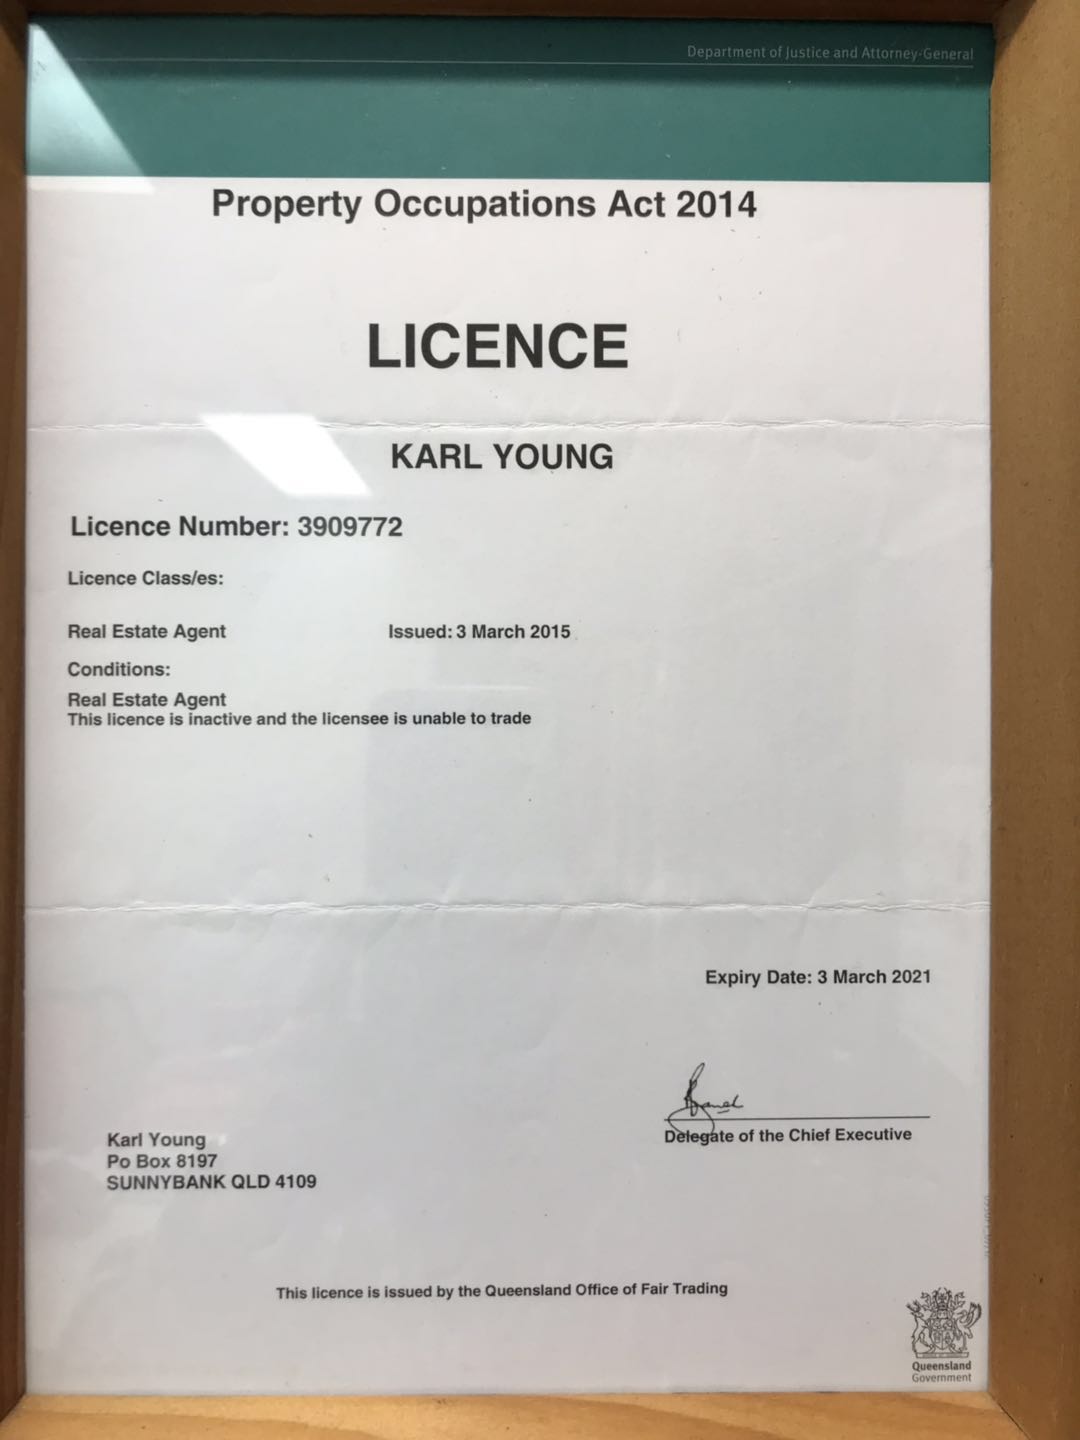 Department of Justice and Attorney-General
Property Occupations Act 2014
LICENCE
KARL YOUNG
Licence Number: 3909772
Licence Class/es:
Real Estate Agent Issued: 3 March 2015
Conditions:
Real Estate Agent
This licence is inactive and the licensee is unable to trade
Expiry Date: 3 March 2021
Delegate of the Chief Executive
Karl Young
Po Box 8197
SUNNYBANK QLD 4109
This licence is issued by the Queensland Office of Fair Trading
Queensland
Government